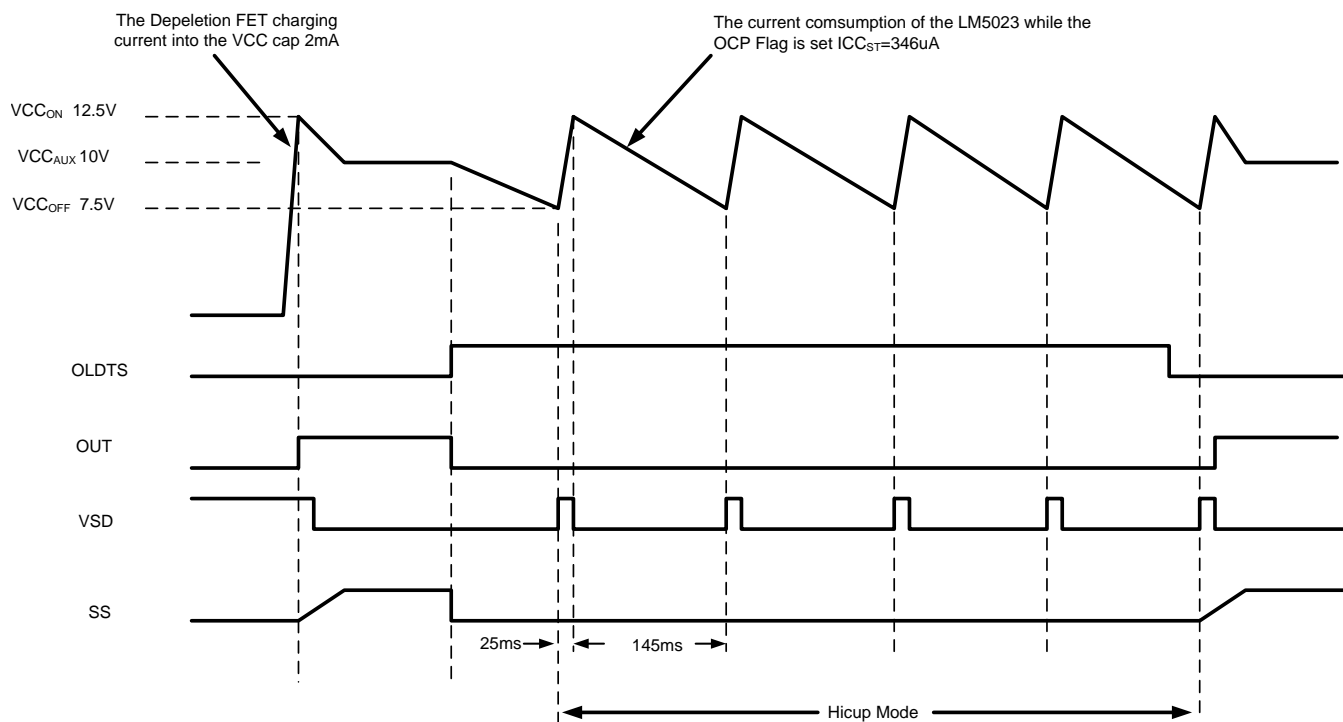 The Depeletion FET charging
current into the VCC cap 2mA
The current comsumption of the LM5023 while the
OCP Flag is set ICCST=346uA
VCCON 12.5V
VCCAUX 10V
VCCOFF 7.5V
OLDTS
OUT
VSD
SS
25ms
145ms
Hicup Mode